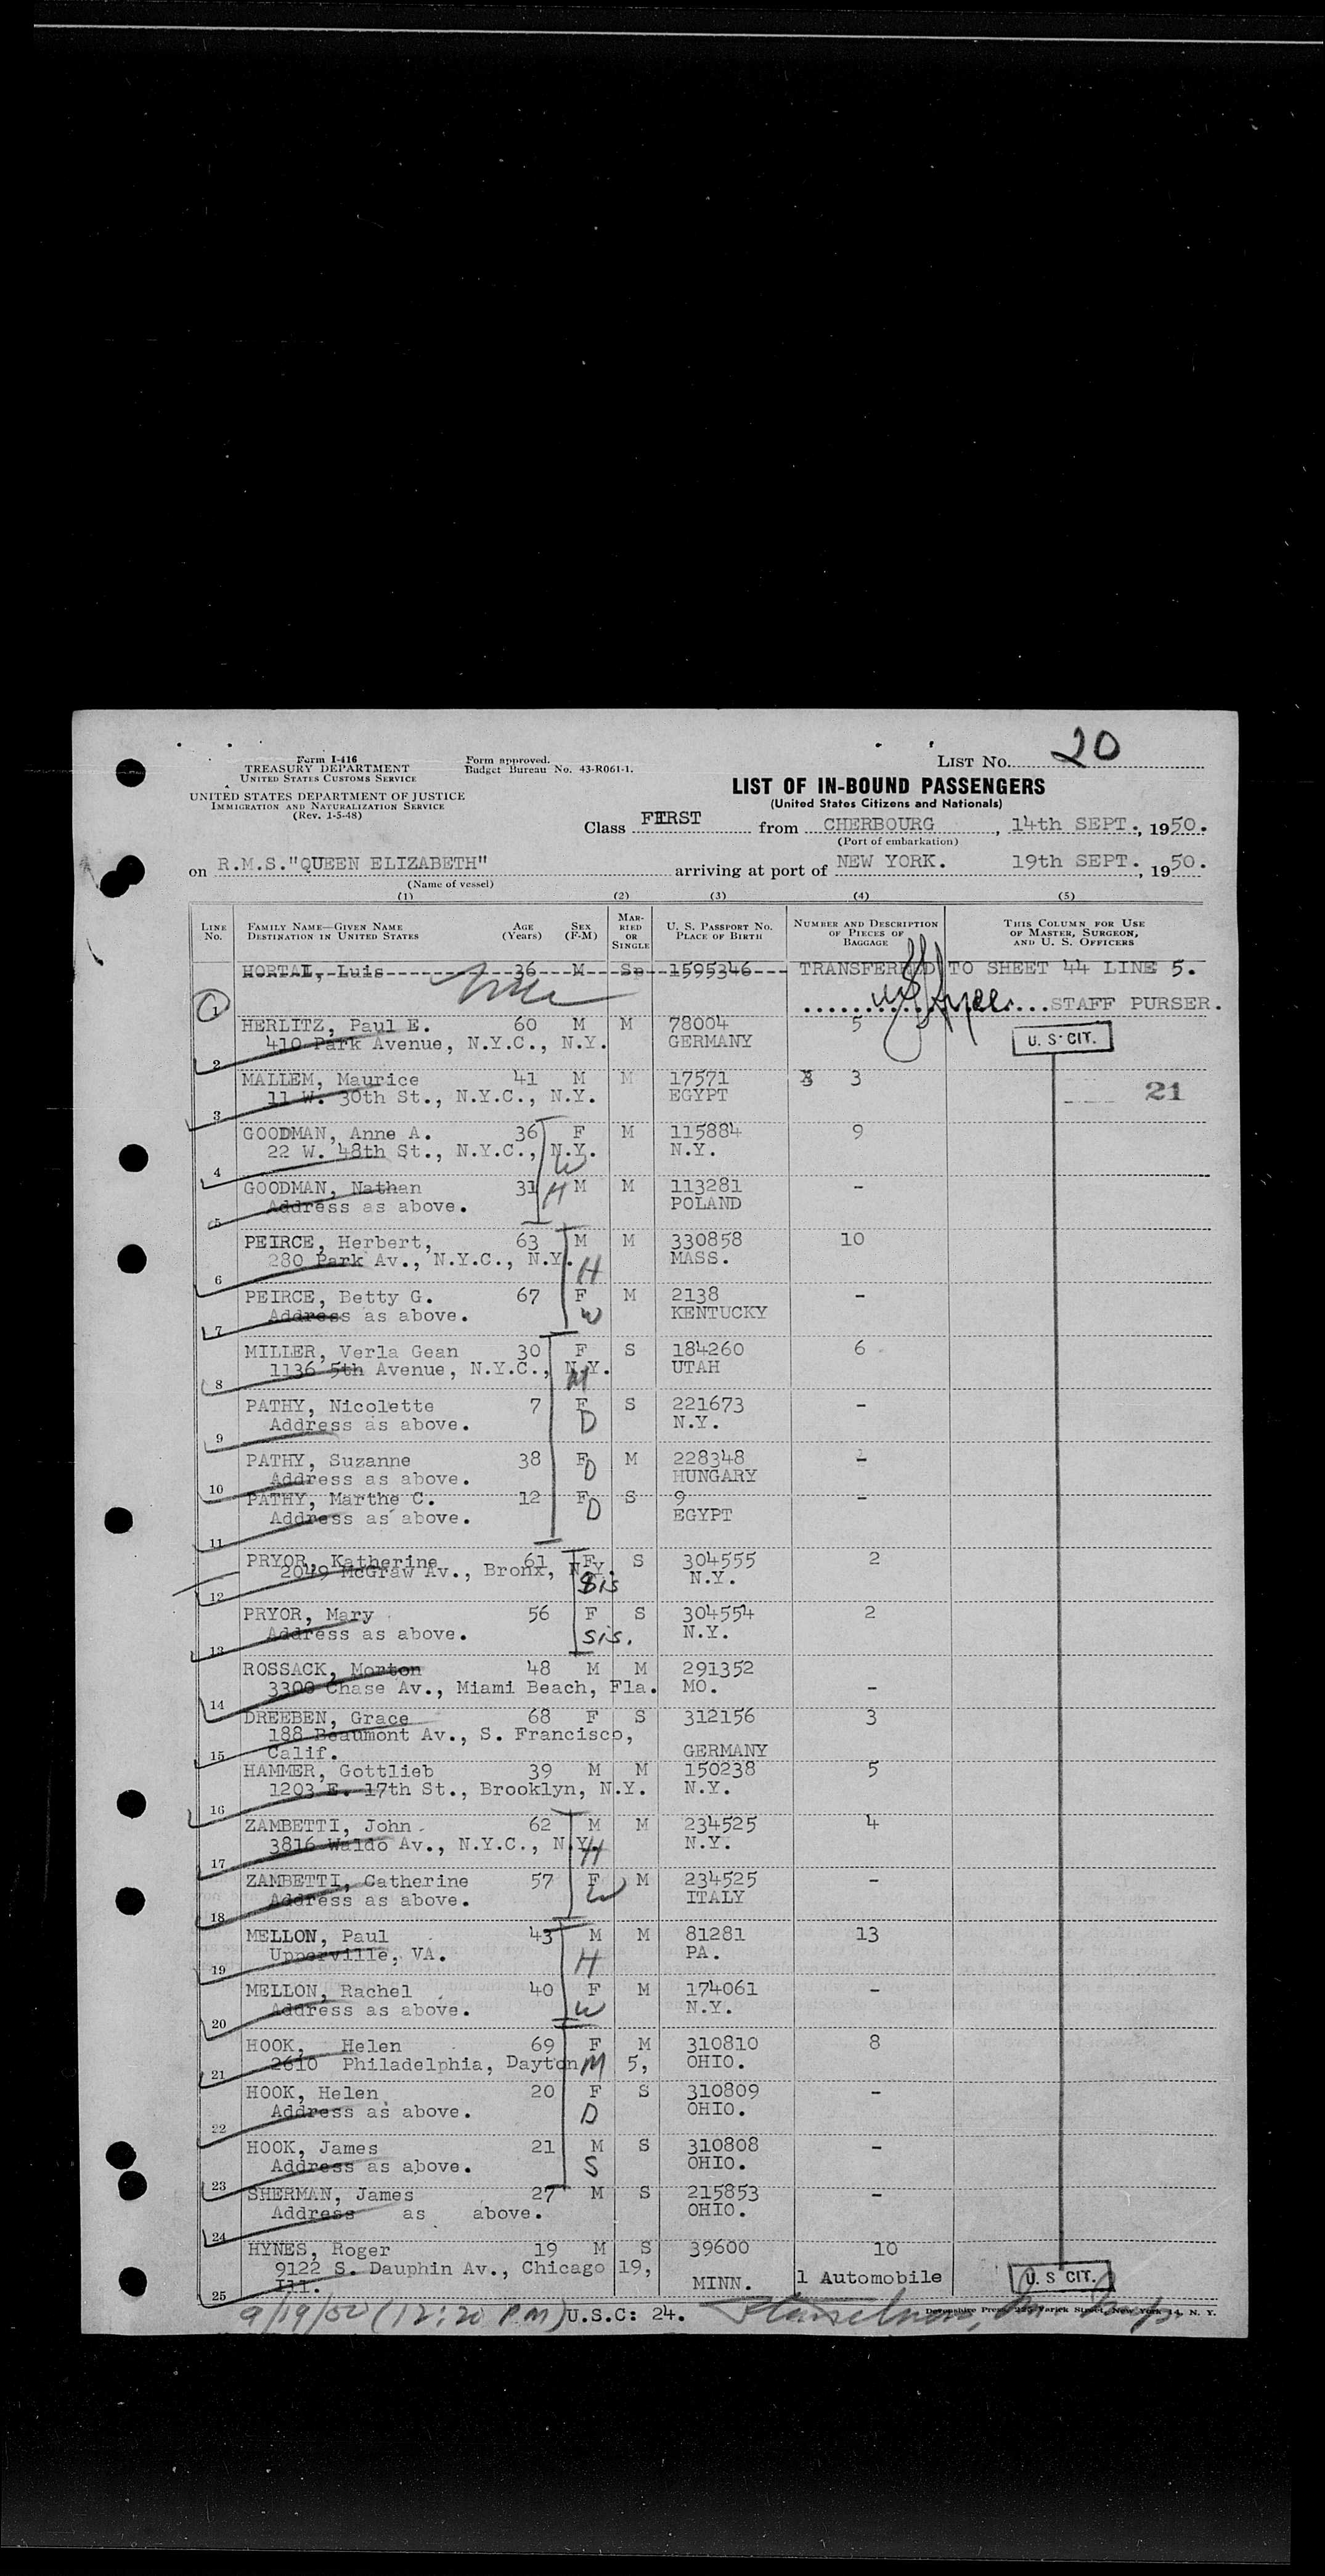 20
Form I-416
TREASURY DEPARTMENT
UNITED STATES CUSTOMS SERVICE
UNITED STATES DEPARTMENT OF JUSTICE
IMMIGRATION AND NATURALIZATION SERVICE
(Rev. 1-5-48)
Form approved.
Budget Bureau No. 43-R061-1.
LIST NO.
LIST OF IN-BOUND PASSENGERS
(United States Citizens and Nationals)
Class FIRST from CHERBOURG, 14th SEPT., 1950.
(Port of embarkation)
on R.M.S."QUEEN ELIZABETH" arriving at port of NEW YORK. 19th SEPT., 1950.
(Name of vessel)
(1) (2) (3) (4) (5)
LINE NO. FAMILY NAME—GIVEN NAME DESTINATION IN UNITED STATES AGE (Years) SEX (F-M) MARRIED OR SINGLE U. S. PASSPORT NO. PLACE OF BIRTH NUMBER AND DESCRIPTION OF PIECES OF BAGGAGE THIS COLUMN FOR USE OF MASTER, SURGEON, AND U. S. OFFICERS
1 HORTAL, Luis 36 M Sp 1595346 TRANSFERRED TO SHEET 44 LINE 5.
STAFF PURSER.
2 HERLITZ, Paul E. 60 M M 78004 5
410 Park Avenue, N.Y.C., N.Y. GERMANY
U. S. CIT.
3 MALLEM, Maurice 41 M M 17571 3
11 W. 30th St., N.Y.C., N.Y. EGYPT
21
4 GOODMAN, Anne A. 36 F M 115884 9
22 W. 48th St., N.Y.C., N.Y. N.Y.
W
5 GOODMAN, Nathan 31 H M M 113281 -
Address as above. POLAND
6 PEIRCE, Herbert, 63 M M 330858 10
280 Park Av., N.Y.C., N.Y. MASS.
H
7 PEIRCE, Betty G. 67 F M 2138 -
Address as above. W KENTUCKY
8 MILLER, Verla Gean 30 F S 184260 6
1136 5th Avenue, N.Y.C., N.Y. UTAH
M
9 PATHY, Nicolette 7 F S 221673 -
Address as above. D N.Y.
10 PATHY, Suzanne 38 F M 228348 -
Address as above. D HUNGARY
11 PATHY, Marthe C. 12 F S 9 -
Address as above. D EGYPT
12 PRYOR, Katherine 61 F S 304555 2
2049 McGraw Av., Bronx, N.Y. N.Y.
Sis
13 PRYOR, Mary 56 F S 304554 2
Address as above. sis. N.Y.
14 ROSSACK, Morton 48 M M 291352
3300 Chase Av., Miami Beach, Fla. MO. -
15 DREEBEN, Grace 68 F S 312156 3
188 Beaumont Av., S. Francisco,
Calif. GERMANY
16 HAMMER, Gottlieb 39 M M 150238 5
1203 E. 17th St., Brooklyn, N.Y. N.Y.
17 ZAMBETTI, John 62 M M 234525 4
3816 Waldo Av., N.Y.C., N.Y. N.Y.
H
18 ZAMBETTI, Catherine 57 F M 234525 -
Address as above. W ITALY
19 MELLON, Paul 43 M M 81281 13
Upperville, VA. H PA.
20 MELLON, Rachel 40 F M 174061 -
Address as above. W N.Y.
21 HOOK, Helen 69 F M 310810 8
2610 Philadelphia, Dayton 5, M OHIO.
22 HOOK, Helen 20 F S 310809 -
Address as above. D OHIO.
23 HOOK, James 21 M S 310808 -
Address as above. S OHIO.
24 SHERMAN, James 27 M S 215853 -
Address as above. OHIO.
25 HYNES, Roger 19 M S 39600 10
9122 S. Dauphin Av., Chicago 19,
Ill. MINN. 1 Automobile U. S. CIT.
9/19/50 (12:20 PM) U.S.C: 24. New York 14, N. Y.